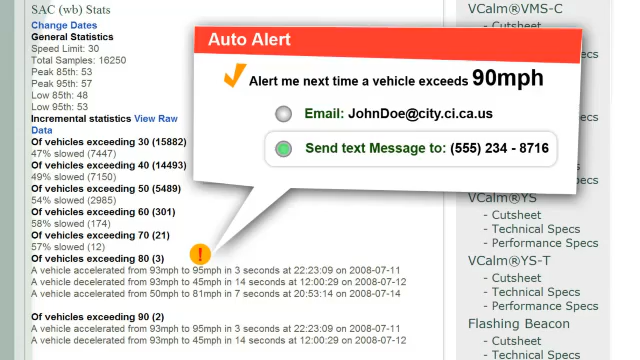 SAC (wb) Stats
Change Dates
General Statistics
Speed Limit: 30
Total Samples: 16250
Peak 85th: 53
Peak 95th: 57
Low 85th: 48
Low 95th: 53
Incremental statistics View Raw
Data
Of vehicles exceeding 30 (15882)
47% slowed (7447)
Of vehicles exceeding 40 (14493)
49% slowed (7150)
Of vehicles exceeding 50 (5489)
54% slowed (2985)
Of vehicles exceeding 60 (301)
58% slowed (174)
Of vehicles exceeding 70 (21)
57% slowed (12)
Of vehicles exceeding 80 (3)
A vehicle accelerated from 93mph to 95mph in 3 seconds at 22:23:09 on 2008-07-11
A vehicle decelerated from 93mph to 45mph in 14 seconds at 12:00:29 on 2008-07-12
A vehicle accelerated from 50mph to 81mph in 7 seconds at 20:53:14 on 2008-07-14
Of vehicles exceeding 90 (2)
A vehicle accelerated from 93mph to 95mph in 3 seconds at 22:23:09 on 2008-07-11
A vehicle decelerated from 93mph to 45mph in 14 seconds at 12:00:29 on 2008-07-12
Auto Alert
Alert me next time a vehicle exceeds 90mph
Email: JohnDoe@city.ci.ca.us
Send text Message to: (555) 234 - 8716
!
VCalm®VMS-C
- Cutsheet
VCalm®YS
- Cutsheet
- Technical Specs
- Performance Specs
VCalm®YS-T
- Cutsheet
- Technical Specs
- Performance Specs
Flashing Beacon
- Cutsheet
- Technical Specs